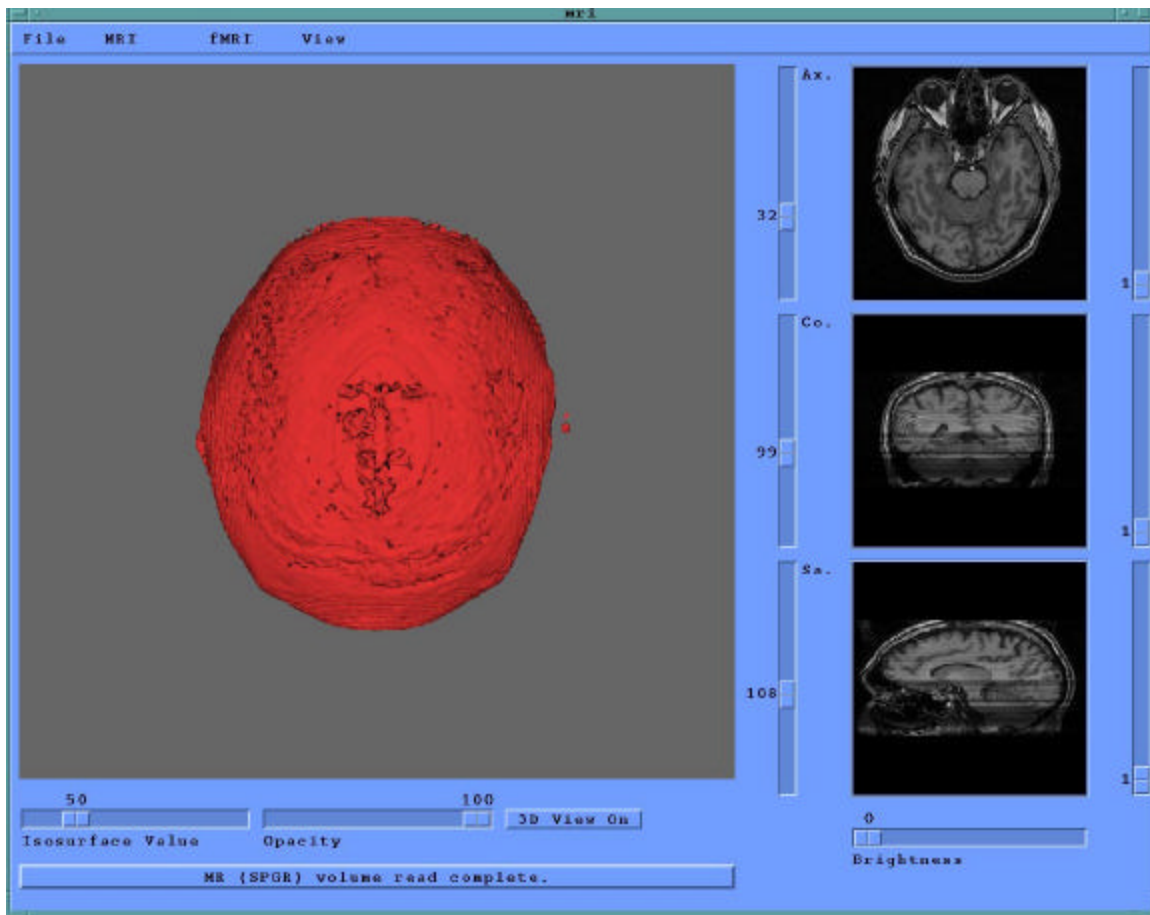 mri
File MRI fMRI View
Ax.
32
1
Co.
99
1
Sa.
108
1
50 100
3D View On
Isosurface Value Opacity
0
Brightness
MR (SPGR) volume read complete.